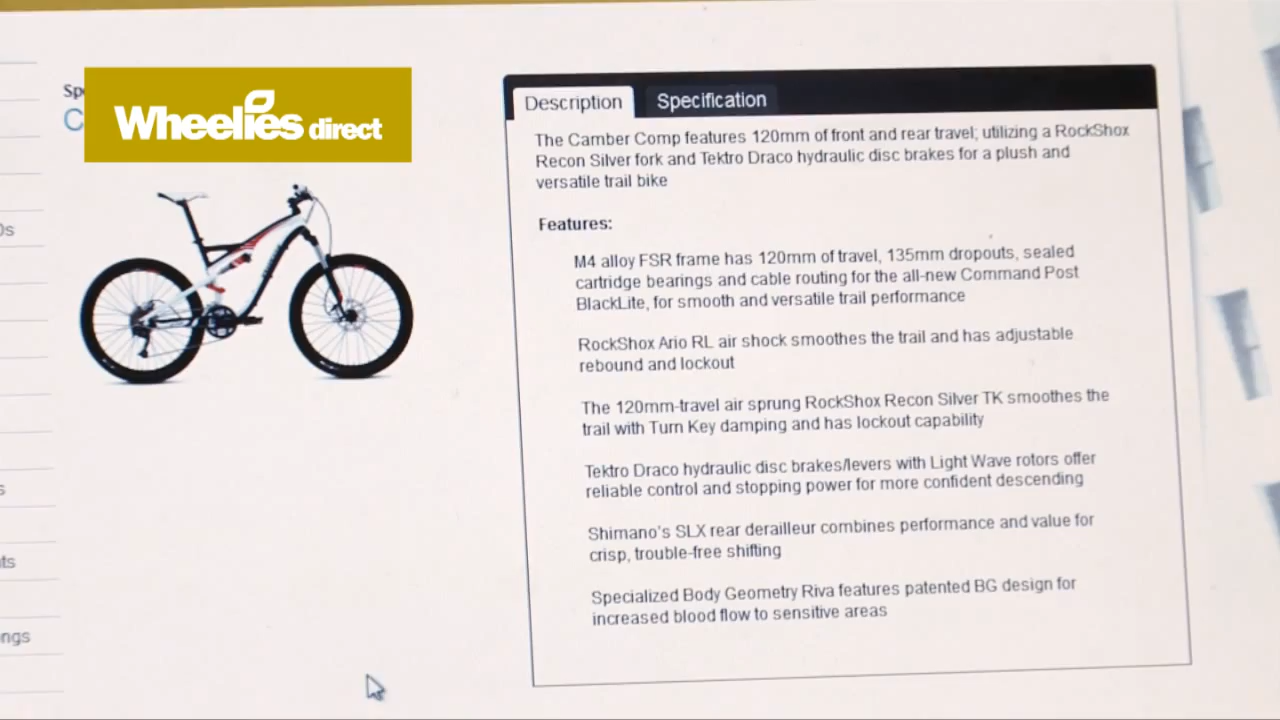 Sp
C
Wheelies direct
Description
Specification
The Camber Comp features 120mm of front and rear travel; utilizing a RockShox
Recon Silver fork and Tektro Draco hydraulic disc brakes for a plush and
versatile trail bike
Features:
M4 alloy FSR frame has 120mm of travel, 135mm dropouts, sealed
cartridge bearings and cable routing for the all-new Command Post
BlackLite, for smooth and versatile trail performance
RockShox Ario RL air shock smoothes the trail and has adjustable
rebound and lockout
The 120mm-travel air sprung RockShox Recon Silver TK smoothes the
trail with Turn Key damping and has lockout capability
Tektro Draco hydraulic disc brakes/levers with Light Wave rotors offer
reliable control and stopping power for more confident descending
Shimano's SLX rear derailleur combines performance and value for
crisp, trouble-free shifting
Specialized Body Geometry Riva features patented BG design for
increased blood flow to sensitive areas
s
ts
ngs